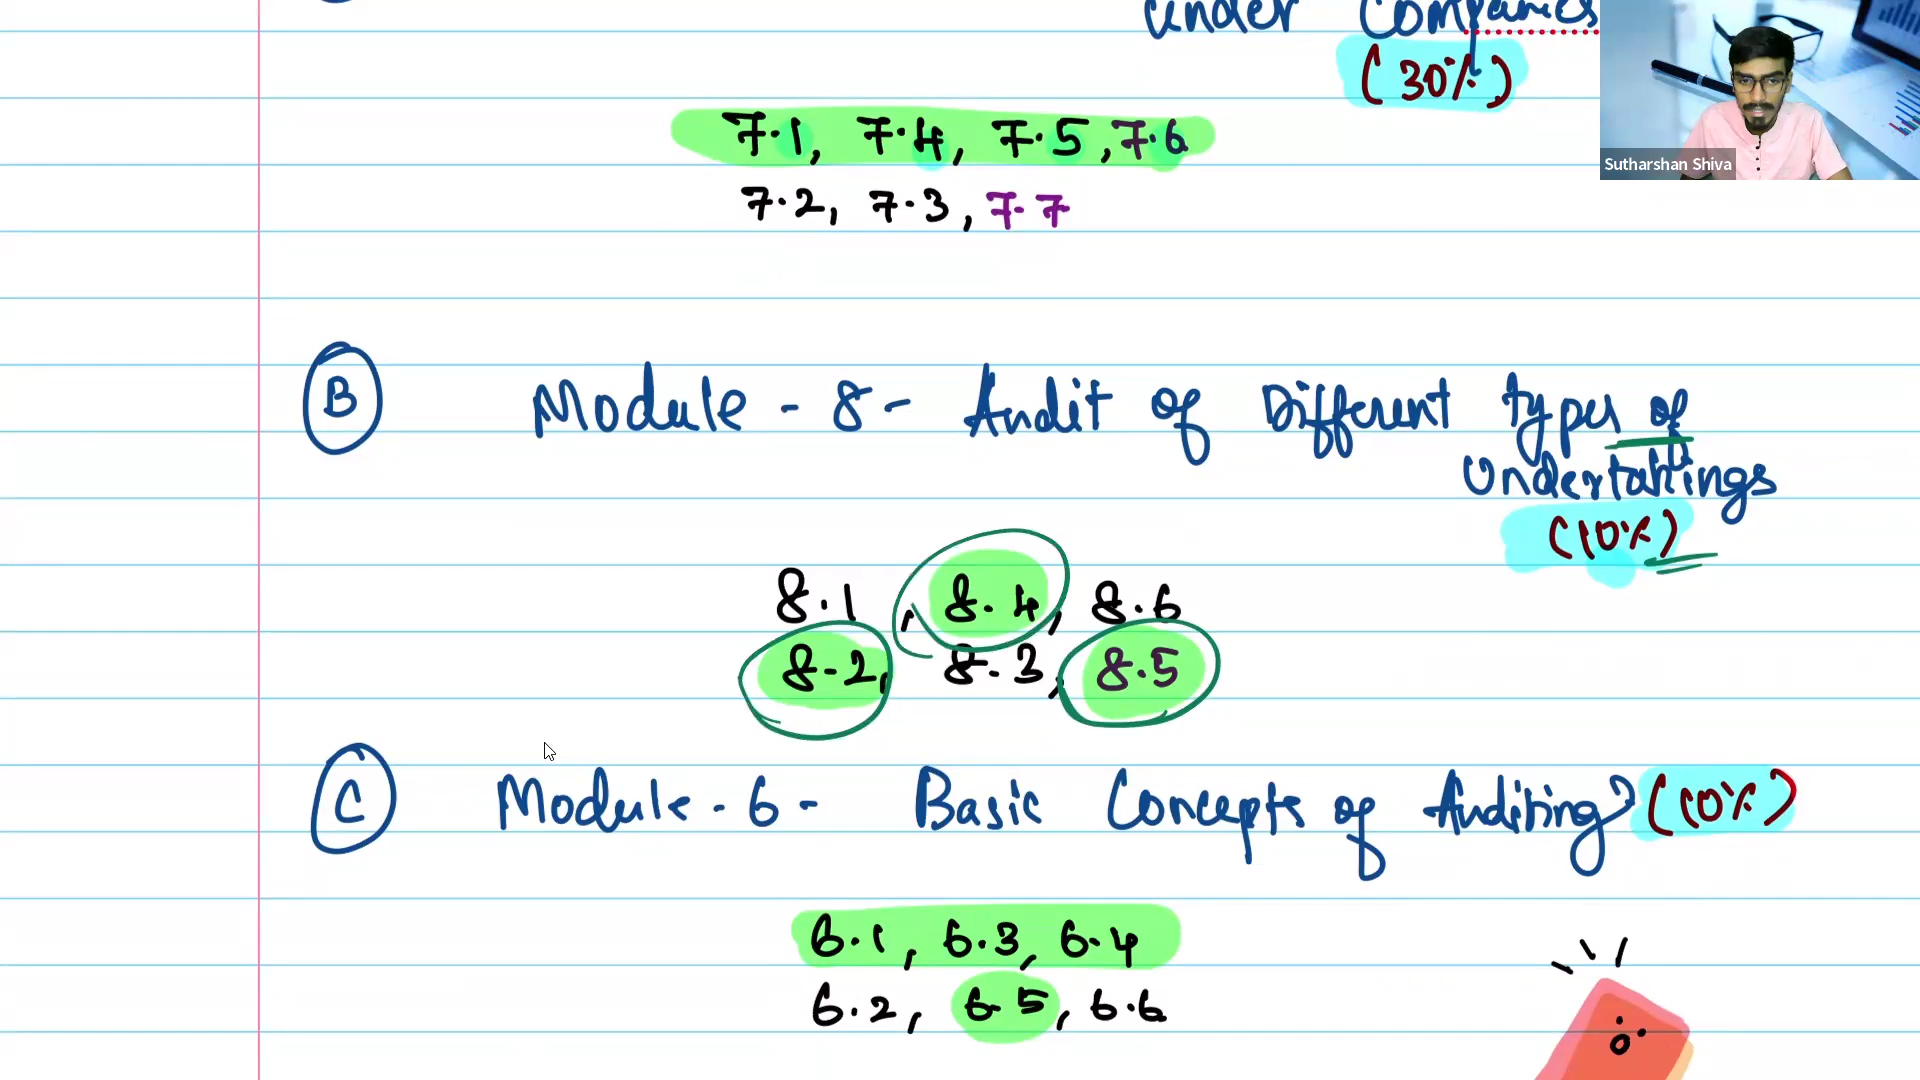 under Companies
(30%)
Sutharshan Shiva
7.1, 7.4, 7.5, 7.6
7.2, 7.3, 7.7
B Module - 8 - Audit of Different types of
Undertakings
(10%)
8.1, 8.4, 8.6
8.2, 8.3, 8.5
C Module - 6 - Basic Concepts of Auditing (10%)
6.1, 6.3, 6.4
6.2, 6.5, 6.6